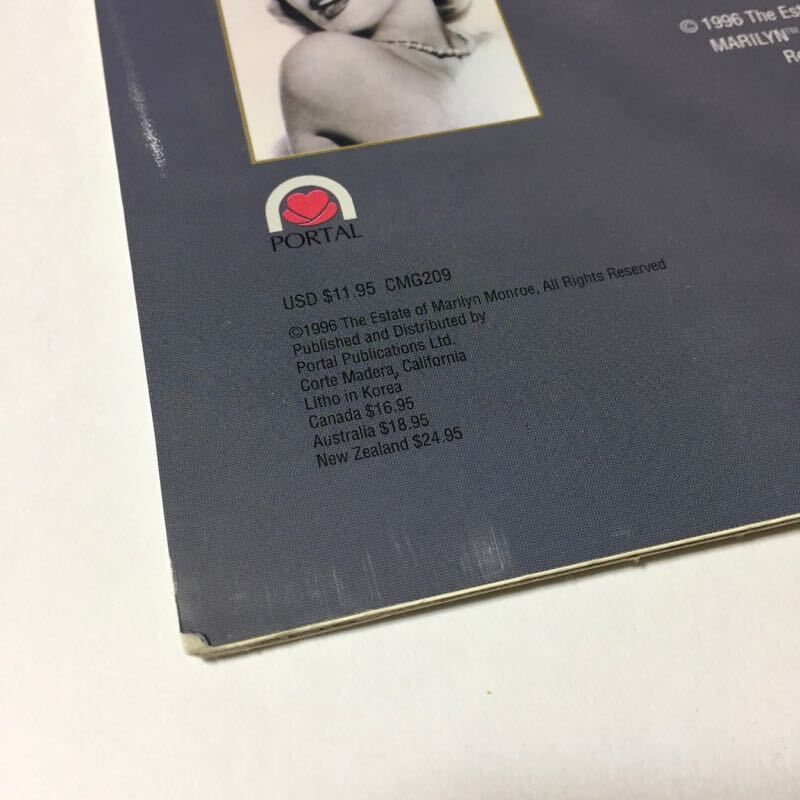 © 1996 The
MARILYN™
PORTAL
USD $11.95 CMG209
©1996 The Estate of Marilyn Monroe, All Rights Reserved
Published and Distributed by
Portal Publications Ltd.
Corte Madera, California
Litho in Korea
Canada $16.95
Australia $18.95
New Zealand $24.95